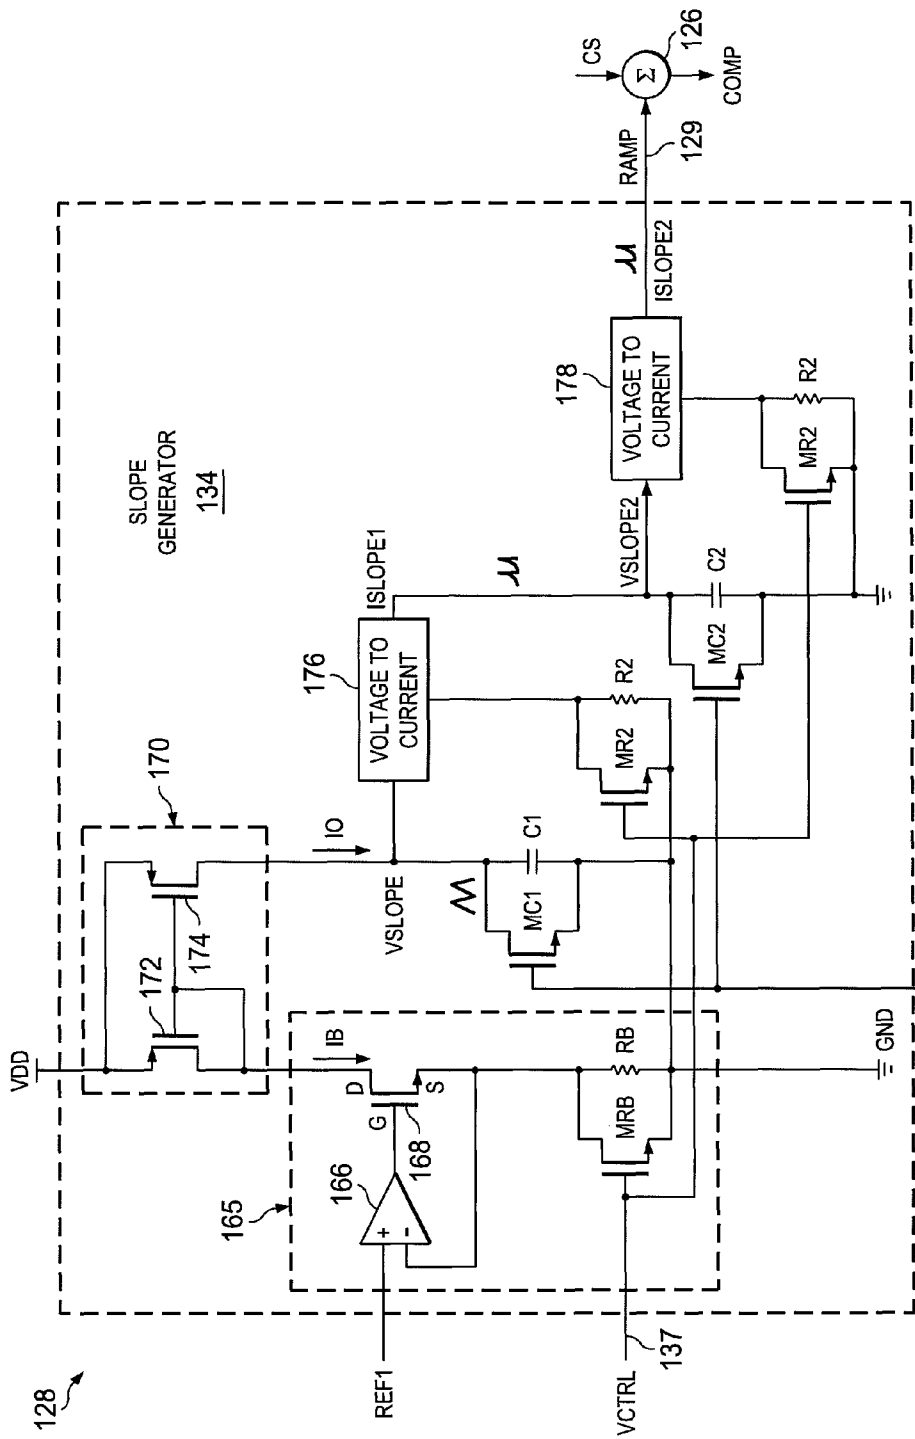 128
VDD
170
172
174
SLOPE
GENERATOR
134
165
IB
IO
REF1
+
-
166
G
D
S
168
VSLOPE
176
VOLTAGE TO
CURRENT
ISLOPE1
MC1
C1
MR2
R2
MRB
RB
VCTRL
137
GND
MC2
C2
VSLOPE2
178
VOLTAGE TO
CURRENT
ISLOPE2
MR2
R2
RAMP
129
CS
Σ
126
COMP